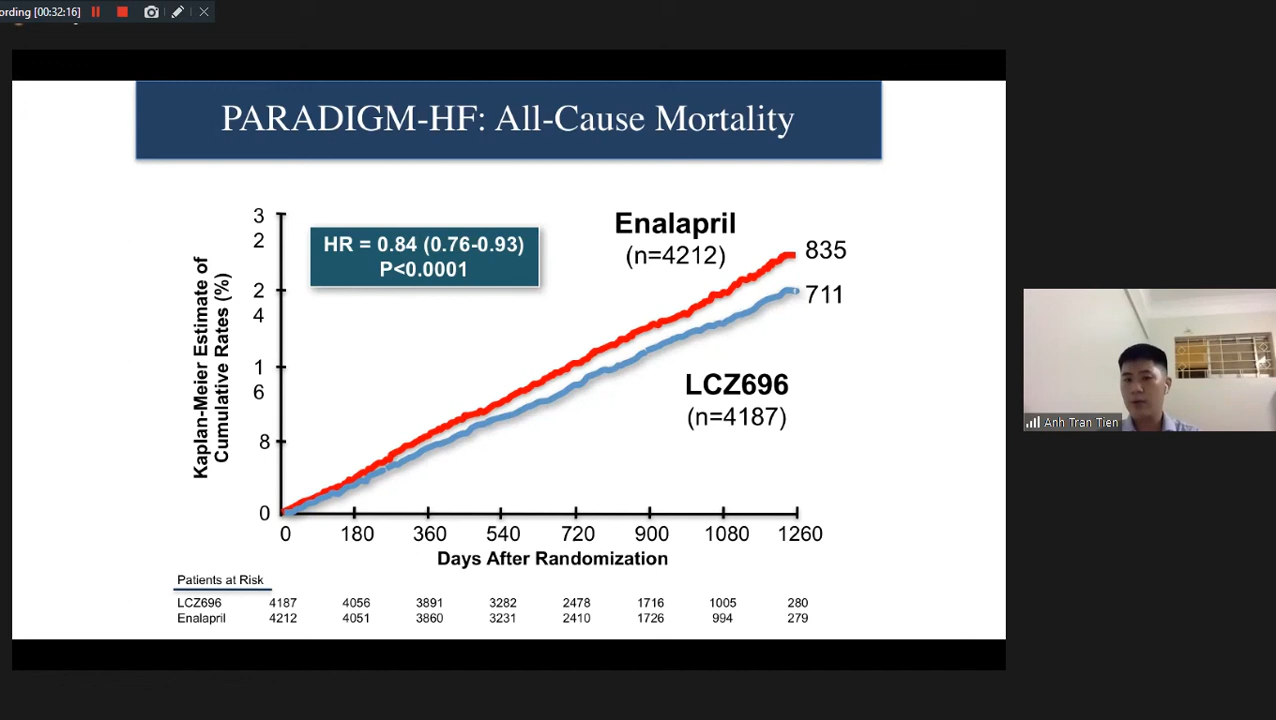 ording [00:32:16]
PARADIGM-HF: All-Cause Mortality
3
2
2
4
1
6
8
0
Kaplan-Meier Estimate of
Cumulative Rates (%)
HR = 0.84 (0.76-0.93)
P<0.0001
Enalapril
(n=4212)
835
711
LCZ696
(n=4187)
0 180 360 540 720 900 1080 1260
Days After Randomization
Patients at Risk
LCZ696 4187 4056 3891 3282 2478 1716 1005 280
Enalapril 4212 4051 3860 3231 2410 1726 994 279
Anh Tran Tien